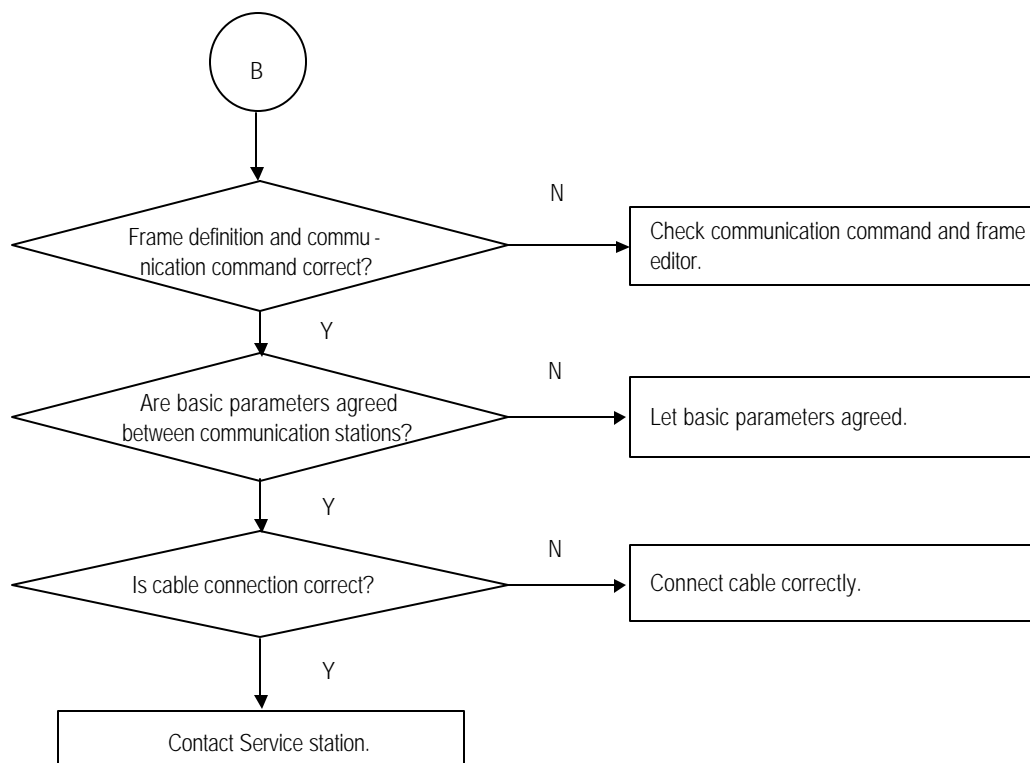 B
N
Frame definition and commu -
nication command correct?
Check communication command and frame
editor.
Y
N
Are basic parameters agreed
between communication stations?
Let basic parameters agreed.
Y
N
Is cable connection correct?
Connect cable correctly.
Y
Contact Service station.